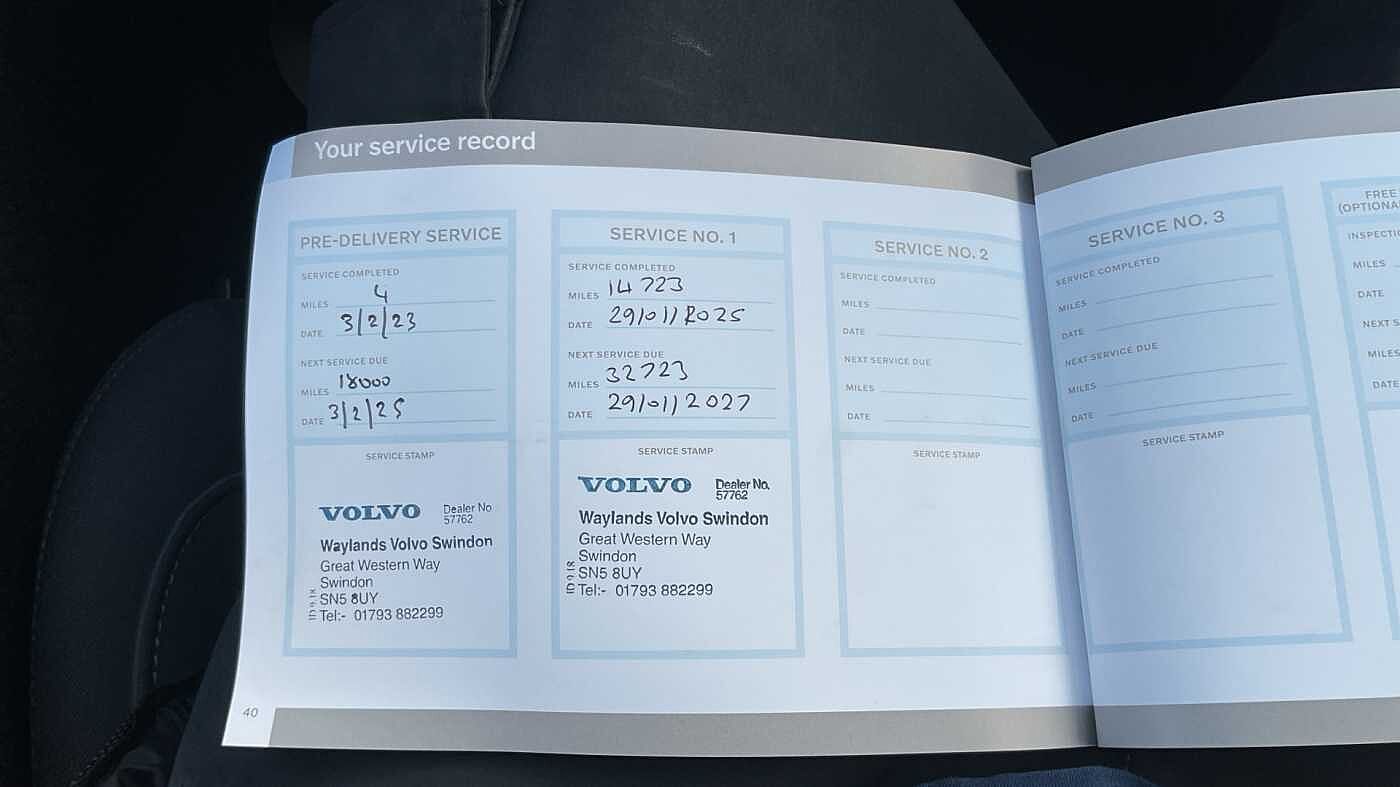 Your service record
PRE-DELIVERY SERVICE
SERVICE COMPLETED
MILES 4
DATE 3/2/23
NEXT SERVICE DUE
MILES 18000
DATE 3/2/25
SERVICE STAMP
VOLVO Dealer No
57762
Waylands Volvo Swindon
Great Western Way
Swindon
SN5 8UY
Tel:- 01793 882299
SERVICE NO. 1
SERVICE COMPLETED
MILES 14723
DATE 29/01/2025
NEXT SERVICE DUE
MILES 32723
DATE 29/01/2027
SERVICE STAMP
VOLVO Dealer No.
57762
Waylands Volvo Swindon
Great Western Way
Swindon
SN5 8UY
Tel:- 01793 882299
SERVICE NO. 2
SERVICE COMPLETED
MILES
DATE
NEXT SERVICE DUE
MILES
DATE
SERVICE STAMP
40
SERVICE NO. 3
SERVICE COMPLETED
MILES
DATE
NEXT SERVICE DUE
MILES
DATE
SERVICE STAMP
FREE
MILES
DATE
NEXT
MILES
DATE